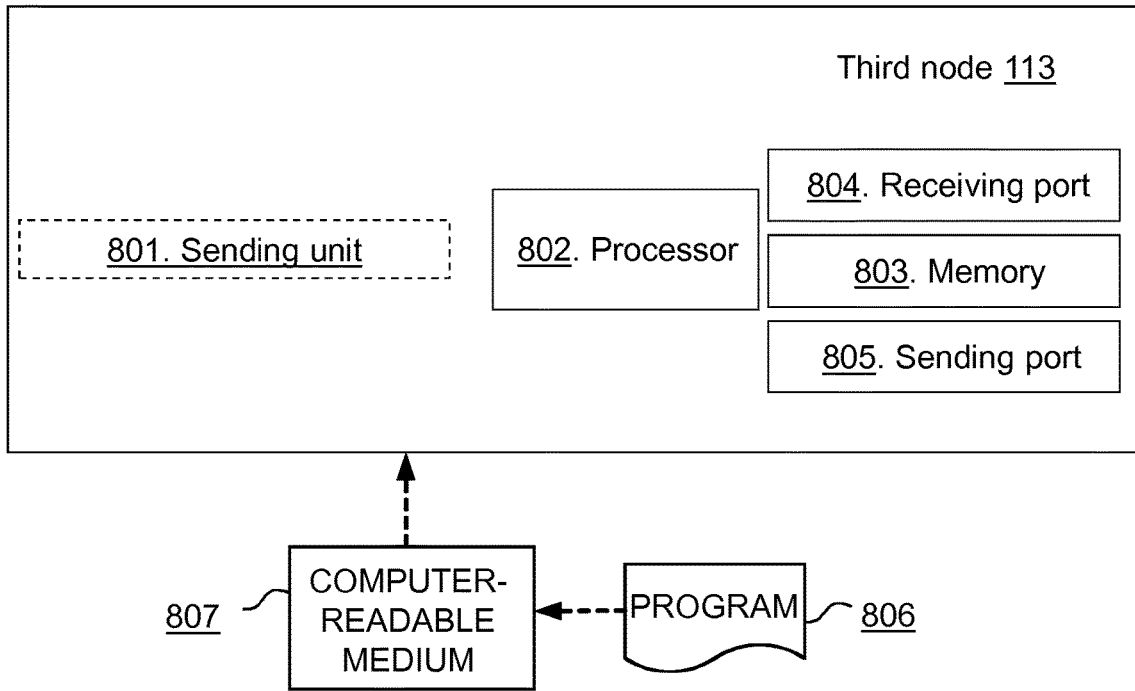 Third node 113
804. Receiving port
801. Sending unit
802. Processor
803. Memory
805. Sending port
COMPUTER-
READABLE
MEDIUM
807
PROGRAM
806